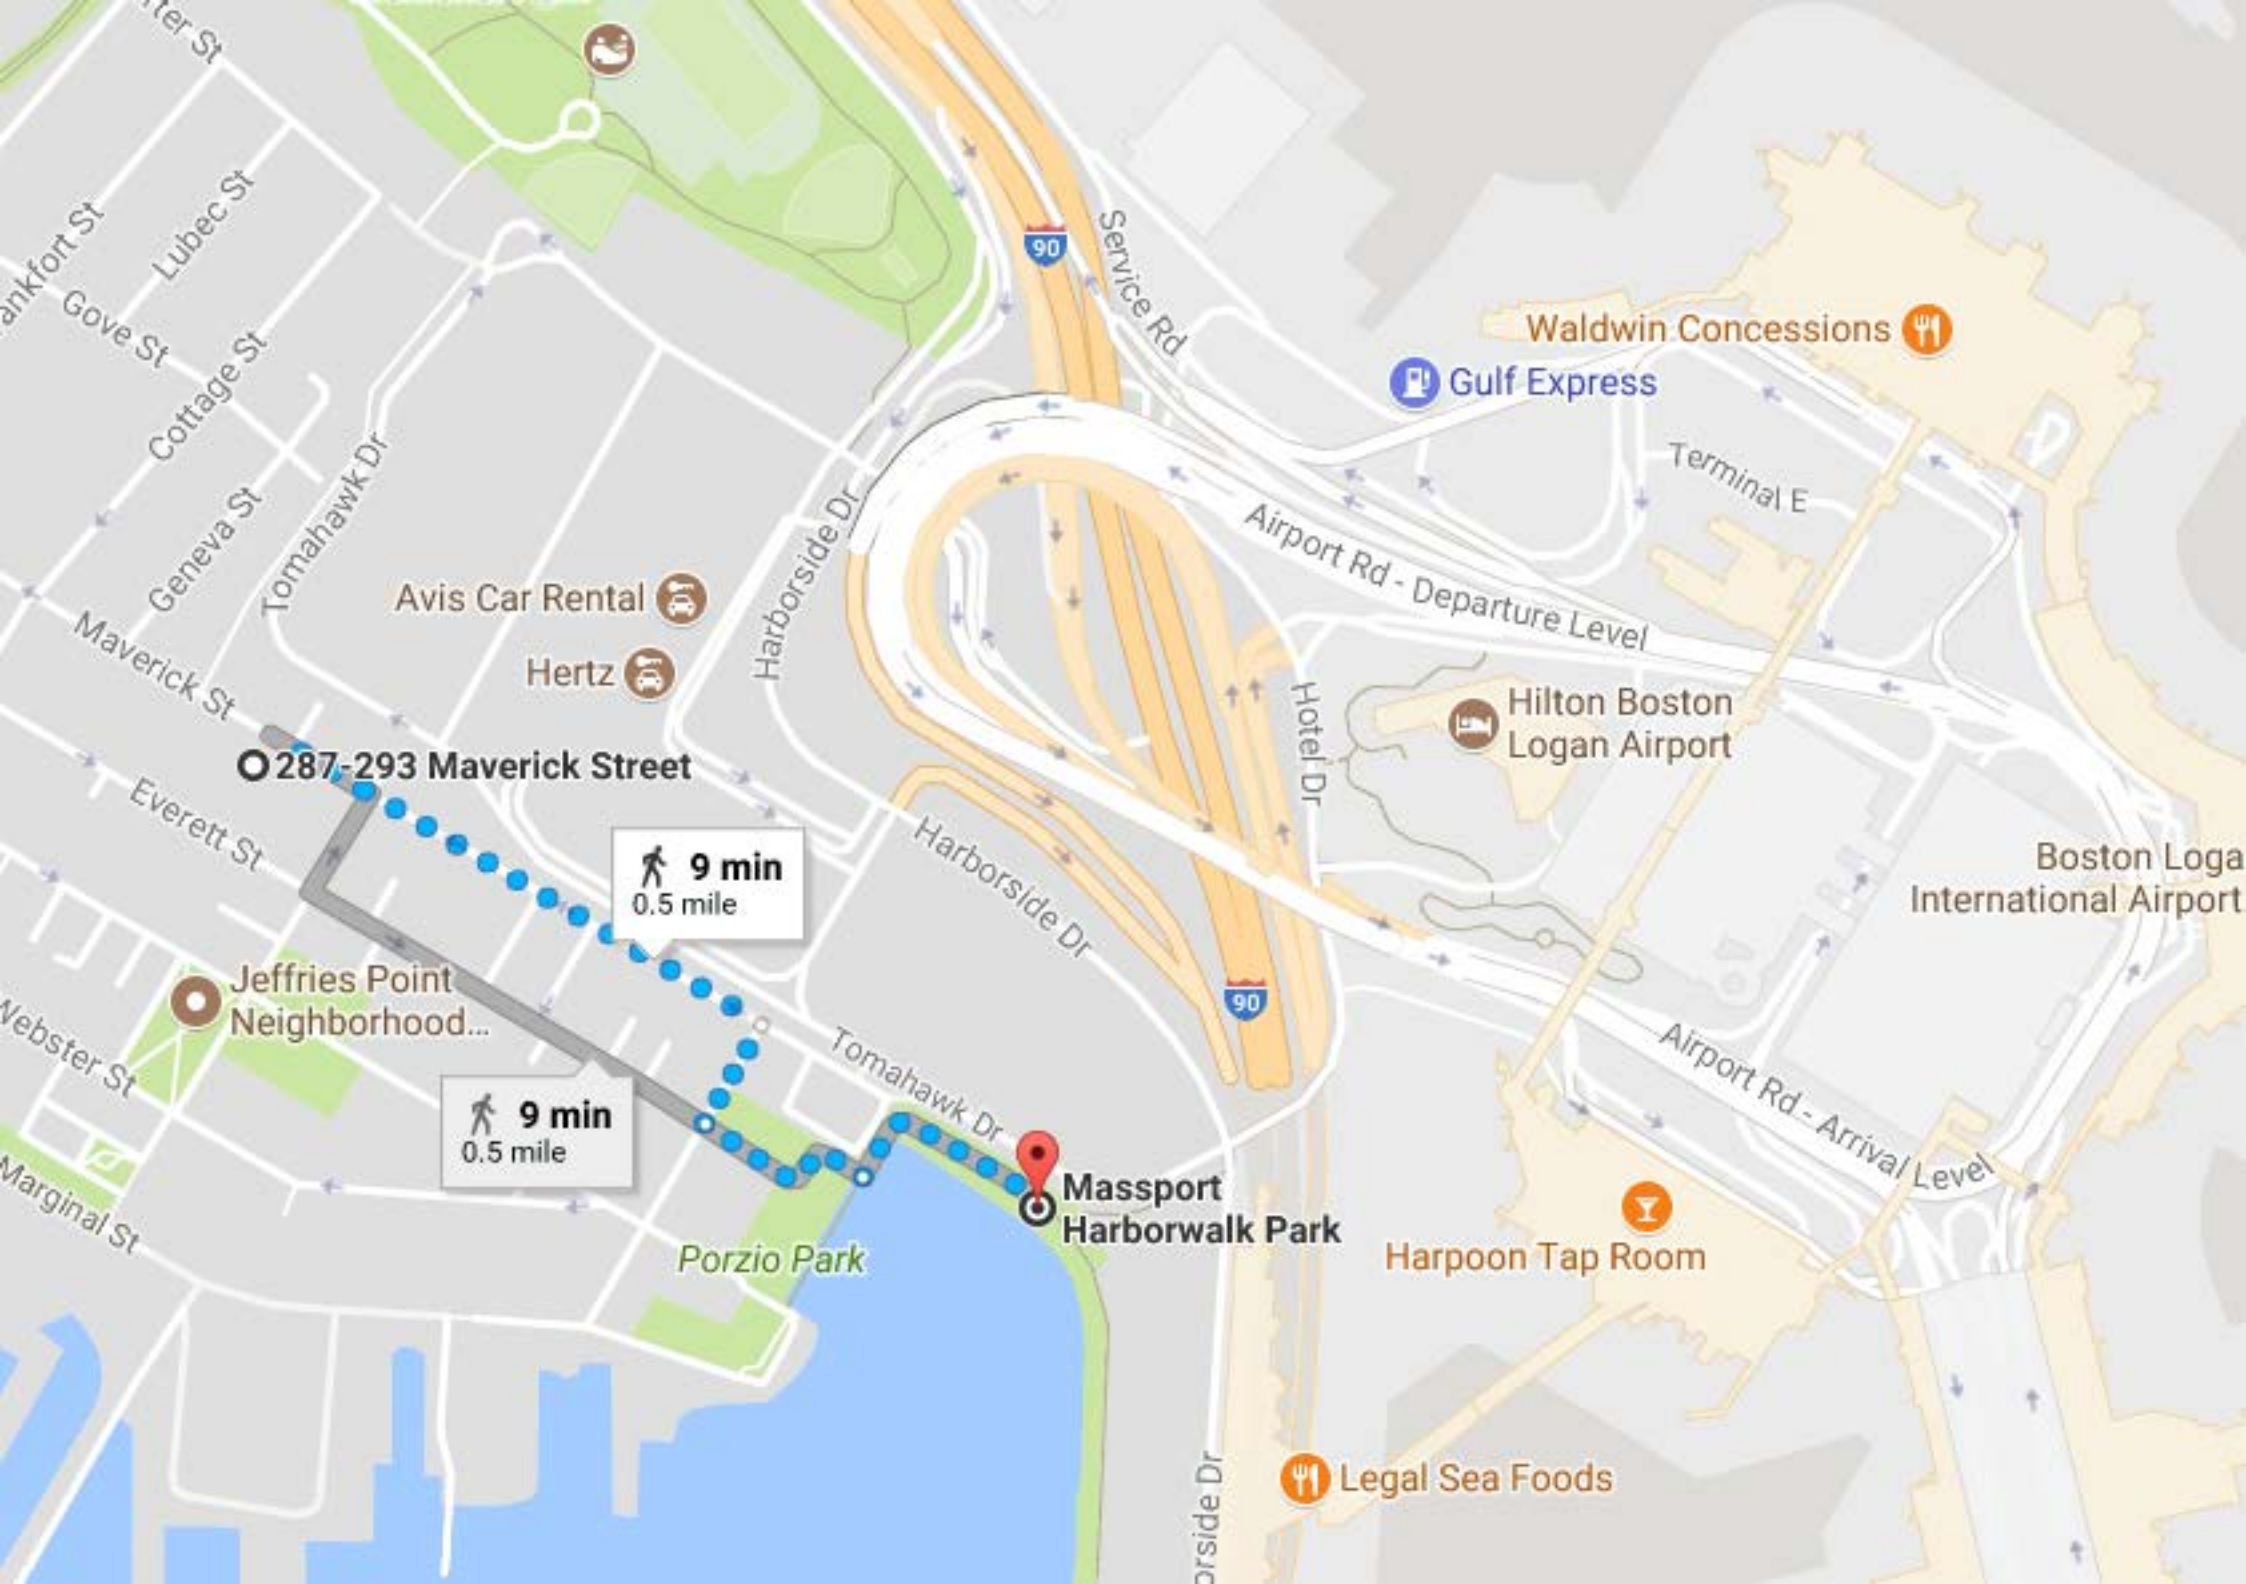 rter St
Lubec St
ankfort St
Gove St
Cottage St
Geneva St
Tomahawk Dr
Maverick St
Everett St
Webster St
Marginal St
90
Service Rd
Waldwin Concessions
Gulf Express
Terminal E
Airport Rd - Departure Level
Harborside Dr
Avis Car Rental
Hertz
Hotel Dr
Hilton Boston
Logan Airport
287-293 Maverick Street
9 min
0.5 mile
Harborside Dr
Boston Loga
International Airport
Jeffries Point
Neighborhood...
90
Tomahawk Dr
Airport Rd - Arrival Level
9 min
0.5 mile
Massport
Harborwalk Park
Porzio Park
Harpoon Tap Room
Legal Sea Foods
orside Dr